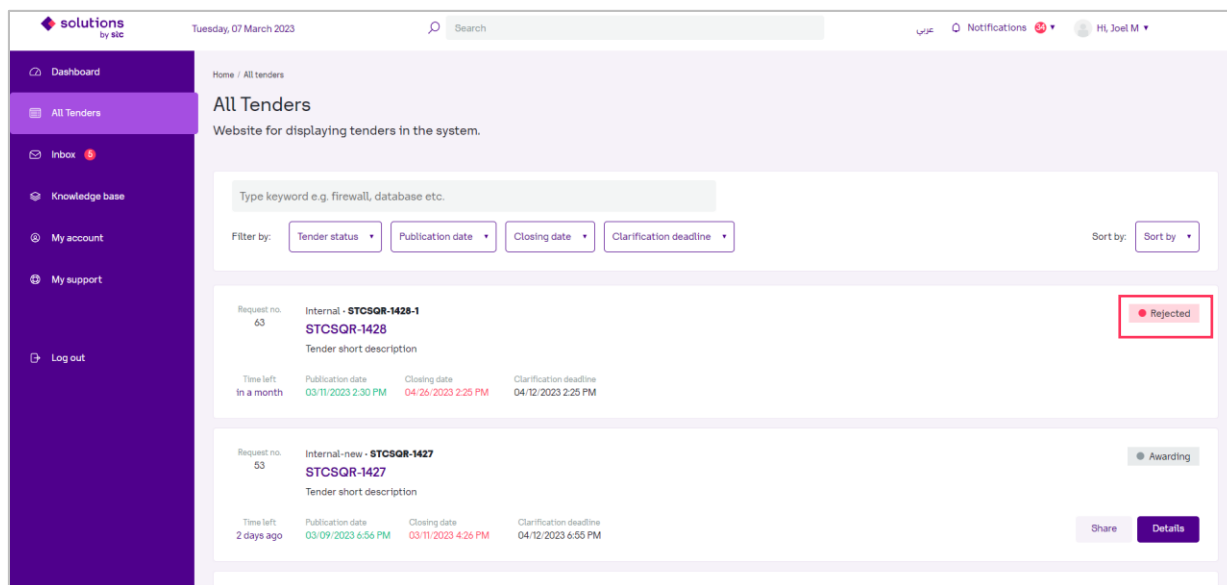 solutions
by stc
Tuesday, 07 March 2023
Search
عربي
Notifications 34
Hi, Joel M
Dashboard
All Tenders
Inbox 5
Knowledge base
My account
My support
Log out
Home / All tenders
All Tenders
Website for displaying tenders in the system.
Type keyword e.g. firewall, database etc.
Filter by: Tender status Publication date Closing date Clarification deadline Sort by: Sort by
Request no.
63
Internal - STCSQR-1428-1
STCSQR-1428
Tender short description
Rejected
Time left Publication date Closing date Clarification deadline
in a month 03/11/2023 2:30 PM 04/26/2023 2:25 PM 04/12/2023 2:25 PM
Request no.
53
Internal-new - STCSQR-1427
STCSQR-1427
Tender short description
Awarding
Time left Publication date Closing date Clarification deadline
2 days ago 03/09/2023 6:56 PM 03/11/2023 4:26 PM 04/12/2023 6:55 PM
Share Details